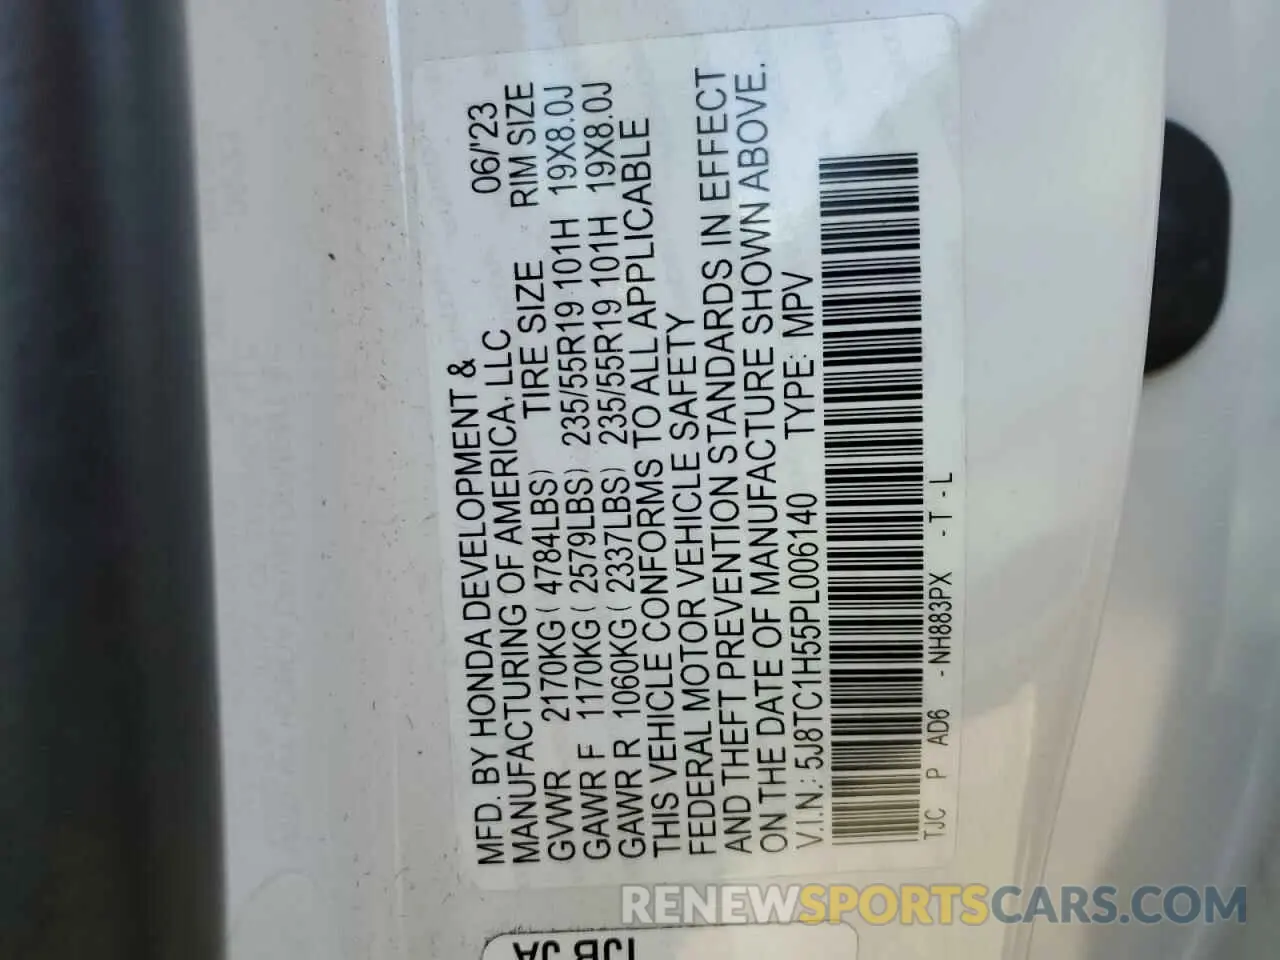 MFD. BY HONDA DEVELOPMENT &
MANUFACTURING OF AMERICA, LLC 06/'23
GVWR 2170KG ( 4784LBS) TIRE SIZE RIM SIZE
GAWR F 1170KG ( 2579LBS) 235/55R19 101H 19X8.0J
GAWR R 1060KG ( 2337LBS) 235/55R19 101H 19X8.0J
THIS VEHICLE CONFORMS TO ALL APPLICABLE
FEDERAL MOTOR VEHICLE SAFETY
AND THEFT PREVENTION STANDARDS IN EFFECT
ON THE DATE OF MANUFACTURE SHOWN ABOVE.
V.I.N.: 5J8TC1H55PL006140 TYPE: MPV
TJC P AD6 -NH883PX -T-L
TJB JA
RENEWSPORTSCARS.COM